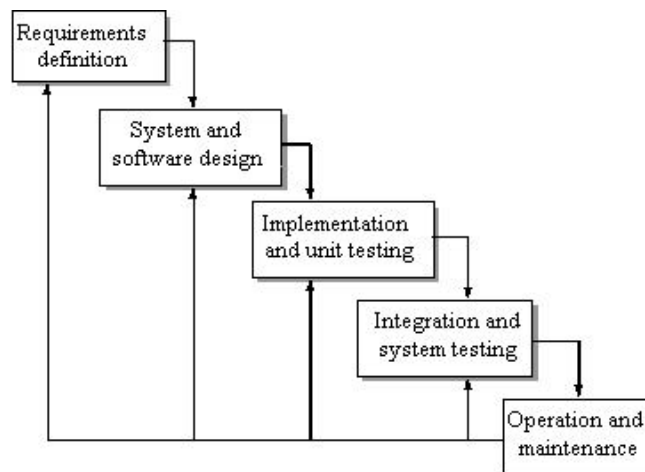 Requirements
definition
System and
software design
Implementation
and unit testing
Integration and
system testing
Operation and
maintenance